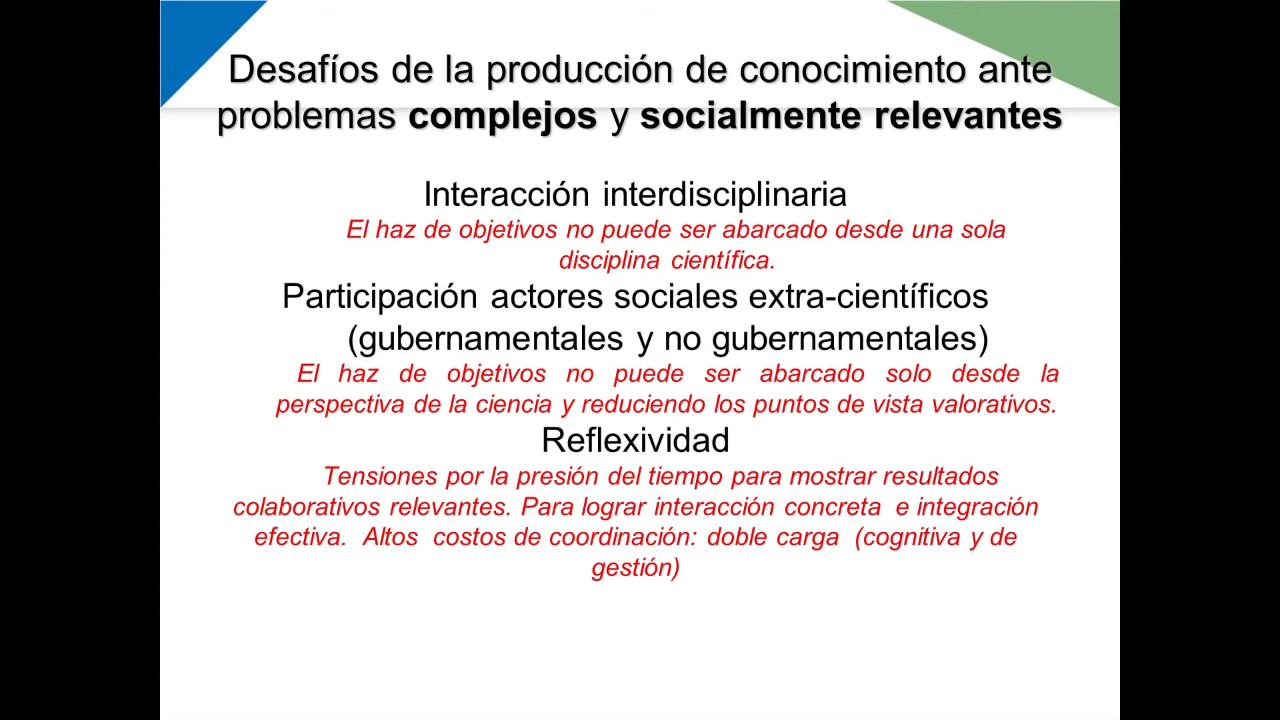 Desafíos de la producción de conocimiento ante
problemas complejos y socialmente relevantes
Interacción interdisciplinaria
El haz de objetivos no puede ser abarcado desde una sola
disciplina científica.
Participación actores sociales extra-científicos
(gubernamentales y no gubernamentales)
El haz de objetivos no puede ser abarcado solo desde la
perspectiva de la ciencia y reduciendo los puntos de vista valorativos.
Reflexividad
Tensiones por la presión del tiempo para mostrar resultados
colaborativos relevantes. Para lograr interacción concreta e integración
efectiva. Altos costos de coordinación: doble carga (cognitiva y de
gestión)